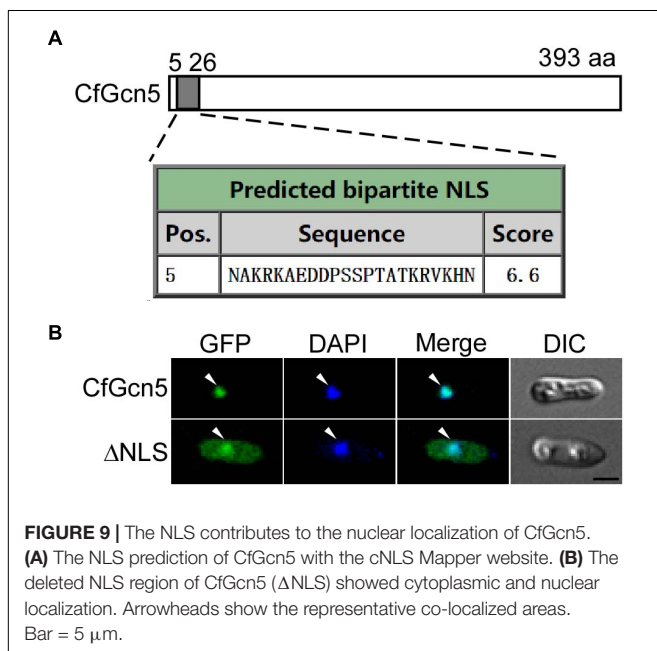 A
5 26
393 aa
CfGcn5
Predicted bipartite NLS
Pos. Sequence Score
5 NAKRKAEDDPSSPTATKRVKHN 6.6
B
GFP DAPI Merge DIC
CfGcn5
ΔNLS
FIGURE 9 | The NLS contributes to the nuclear localization of CfGcn5.
(A) The NLS prediction of CfGcn5 with the cNLS Mapper website. (B) The
deleted NLS region of CfGcn5 (ΔNLS) showed cytoplasmic and nuclear
localization. Arrowheads show the representative co-localized areas.
Bar = 5 μm.